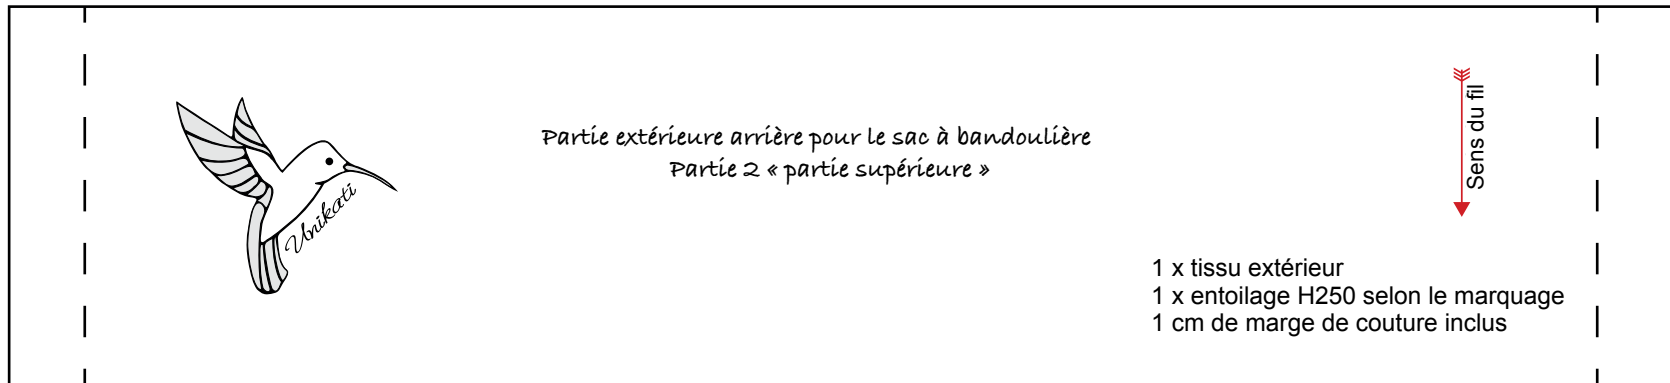 Partie extérieure arrière pour le sac à bandoulière
Partie 2 « partie supérieure »
Unikati
Sens du fil
1 x tissu extérieur
1 x entoilage H250 selon le marquage
1 cm de marge de couture inclus